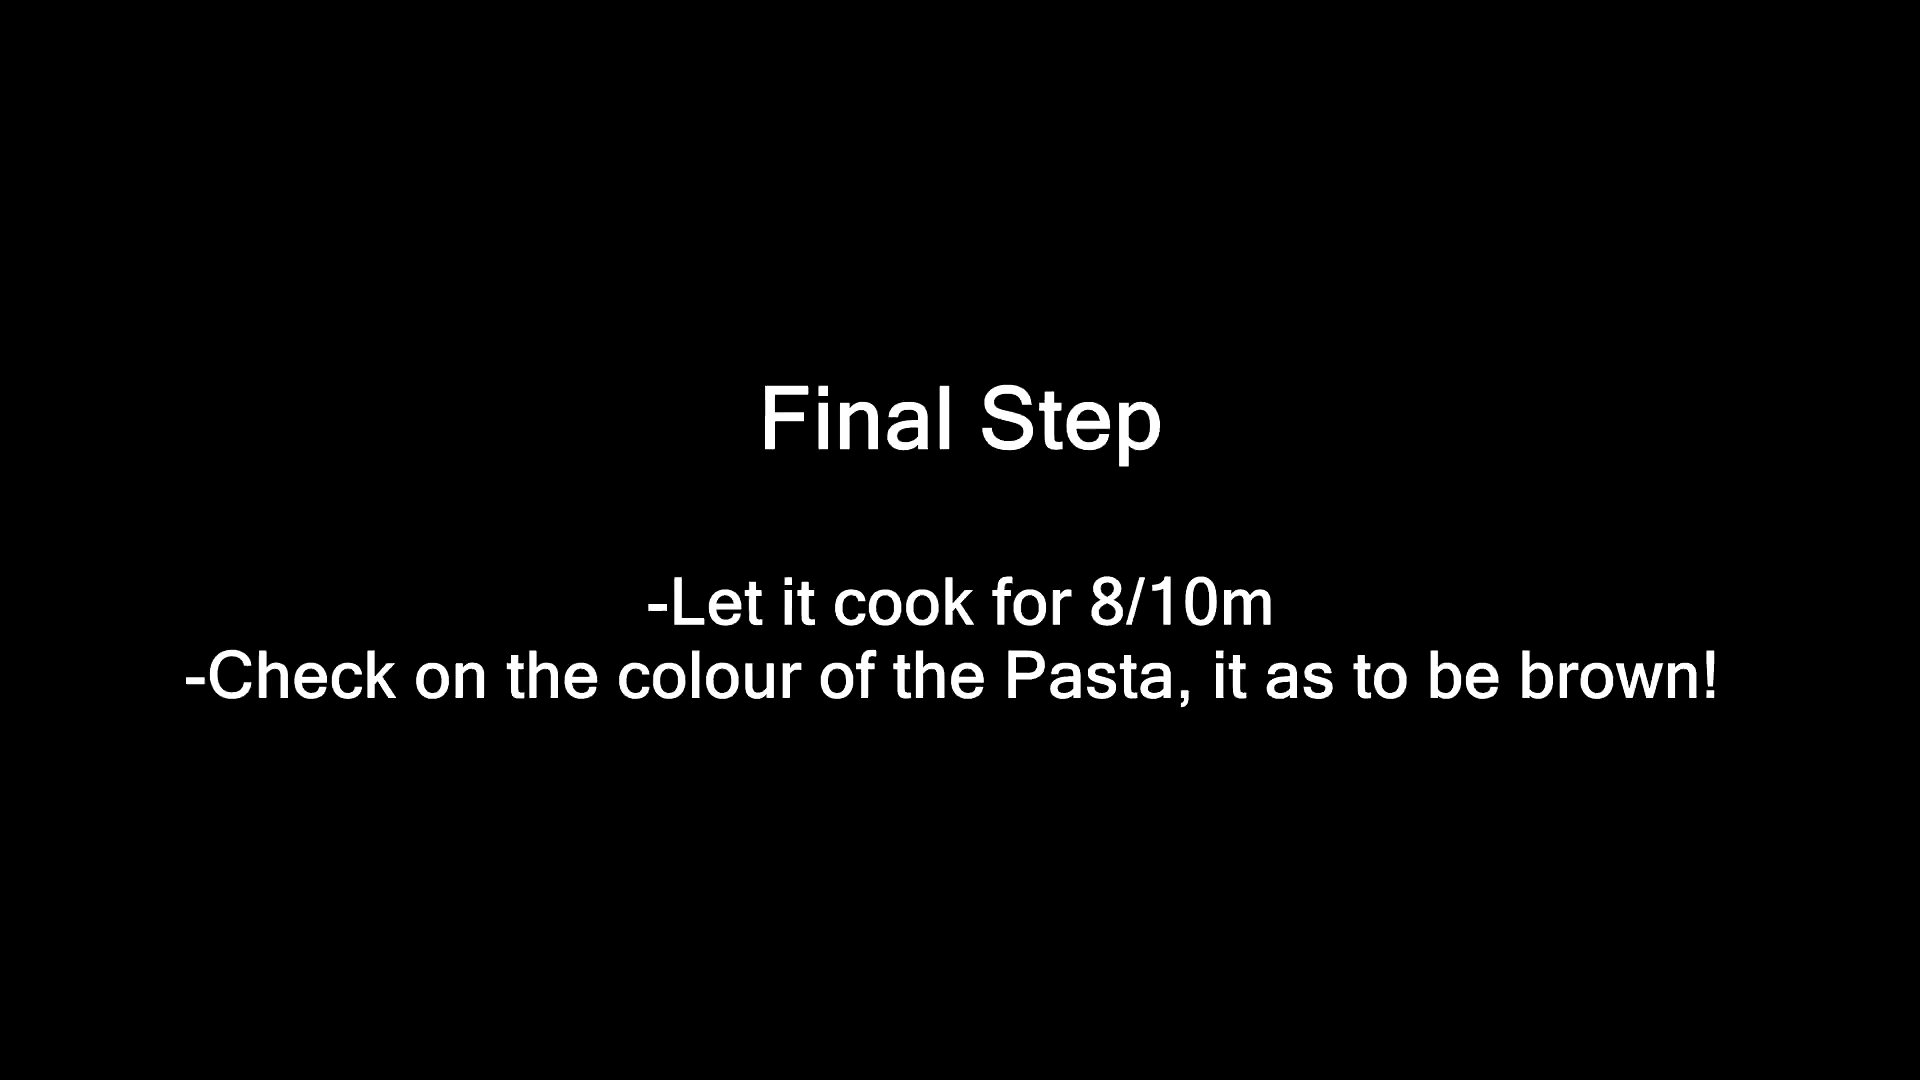 Final Step
-Let it cook for 8/10m
-Check on the colour of the Pasta, it as to be brown!